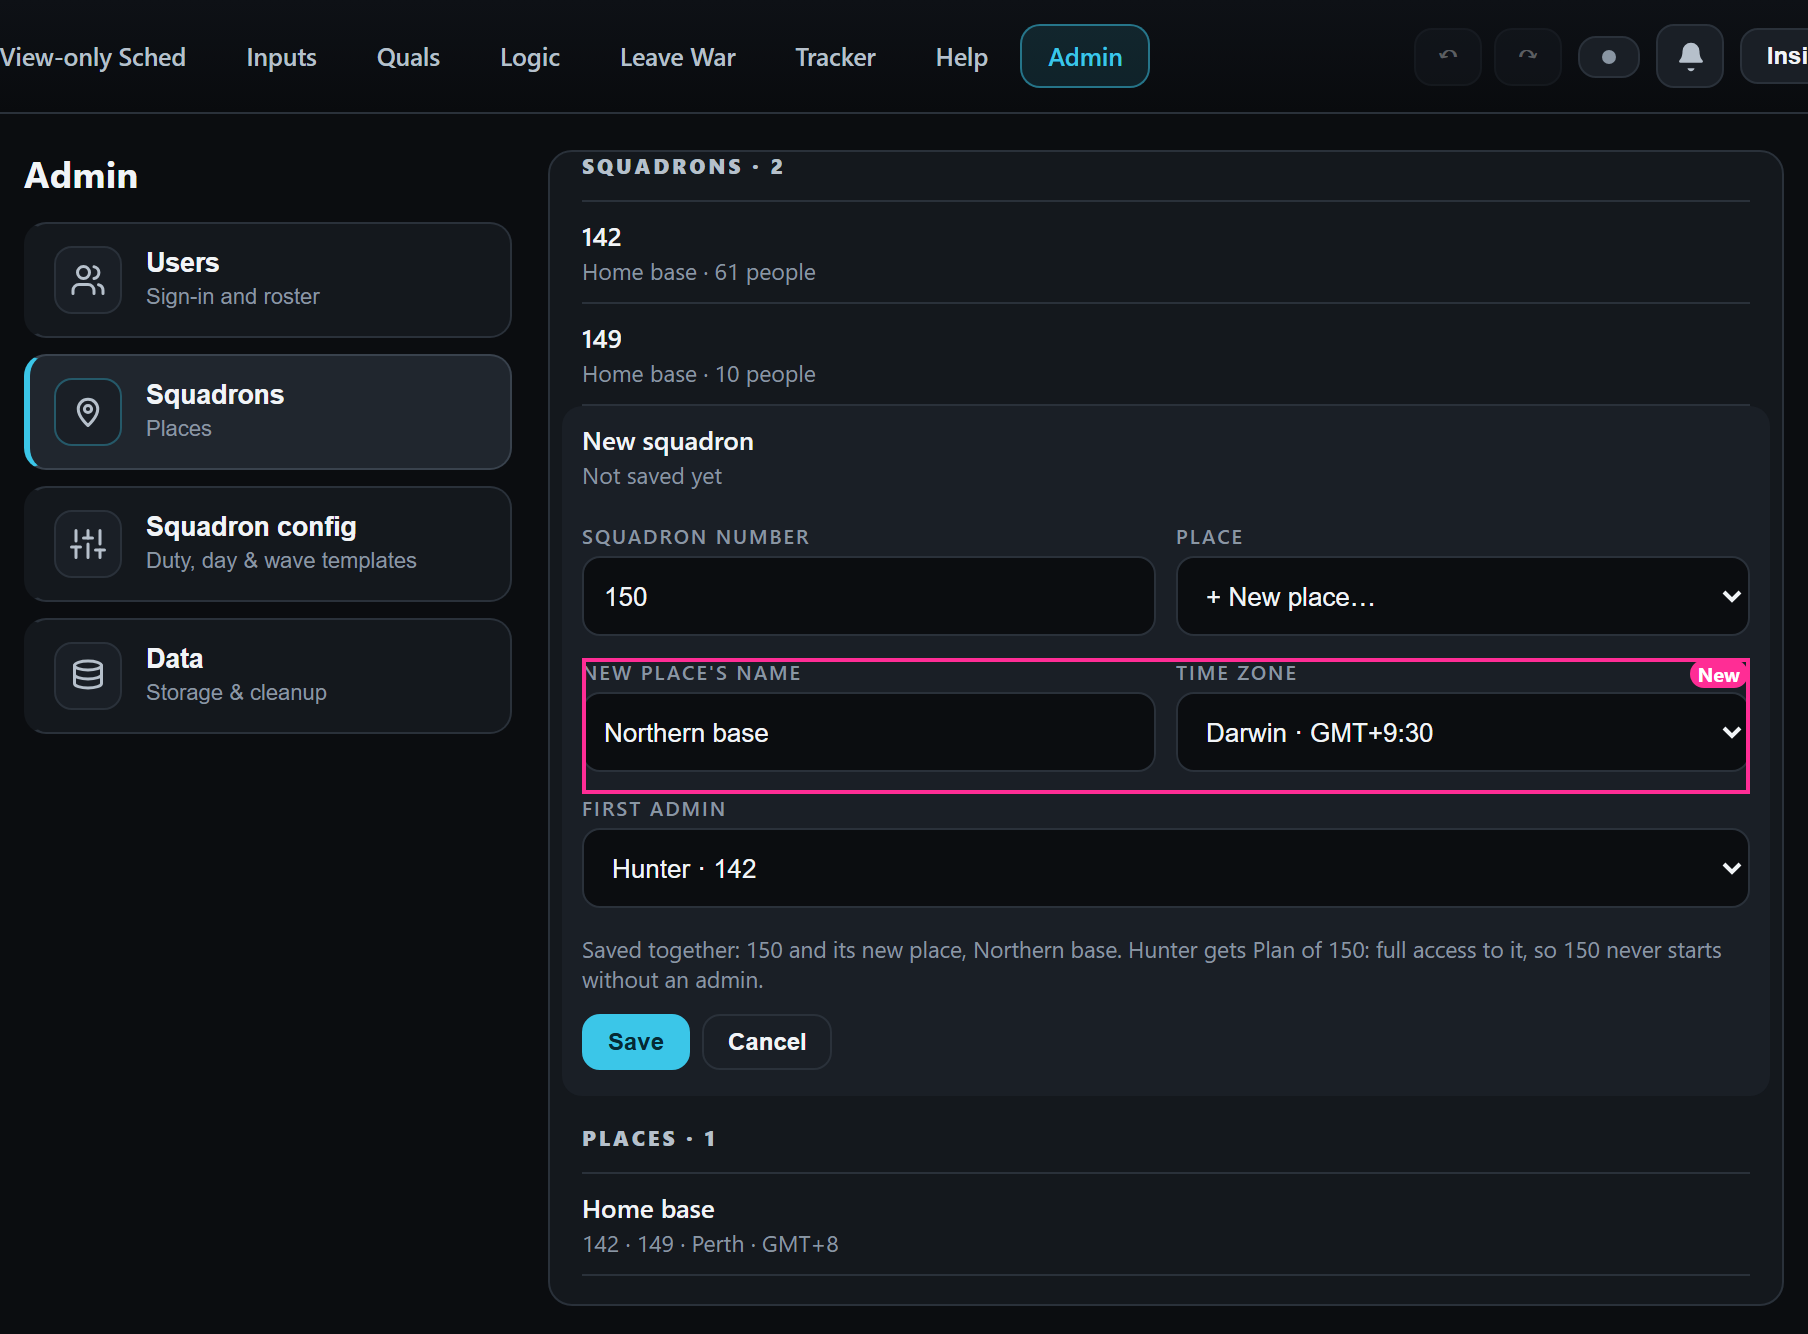 View-only Sched
Inputs
Quals
Logic
Leave War
Tracker
Help
Admin
Insi
Admin
Users
Sign-in and roster
Squadrons
Places
Squadron config
Duty, day & wave templates
Data
Storage & cleanup
SQUADRONS · 2
142
Home base · 61 people
149
Home base · 10 people
New squadron
Not saved yet
SQUADRON NUMBER
PLACE
150
+ New place…
NEW PLACE'S NAME
TIME ZONE
New
Northern base
Darwin · GMT+9:30
FIRST ADMIN
Hunter · 142
Saved together: 150 and its new place, Northern base. Hunter gets Plan of 150: full access to it, so 150 never starts
without an admin.
Save
Cancel
PLACES · 1
Home base
142 · 149 · Perth · GMT+8